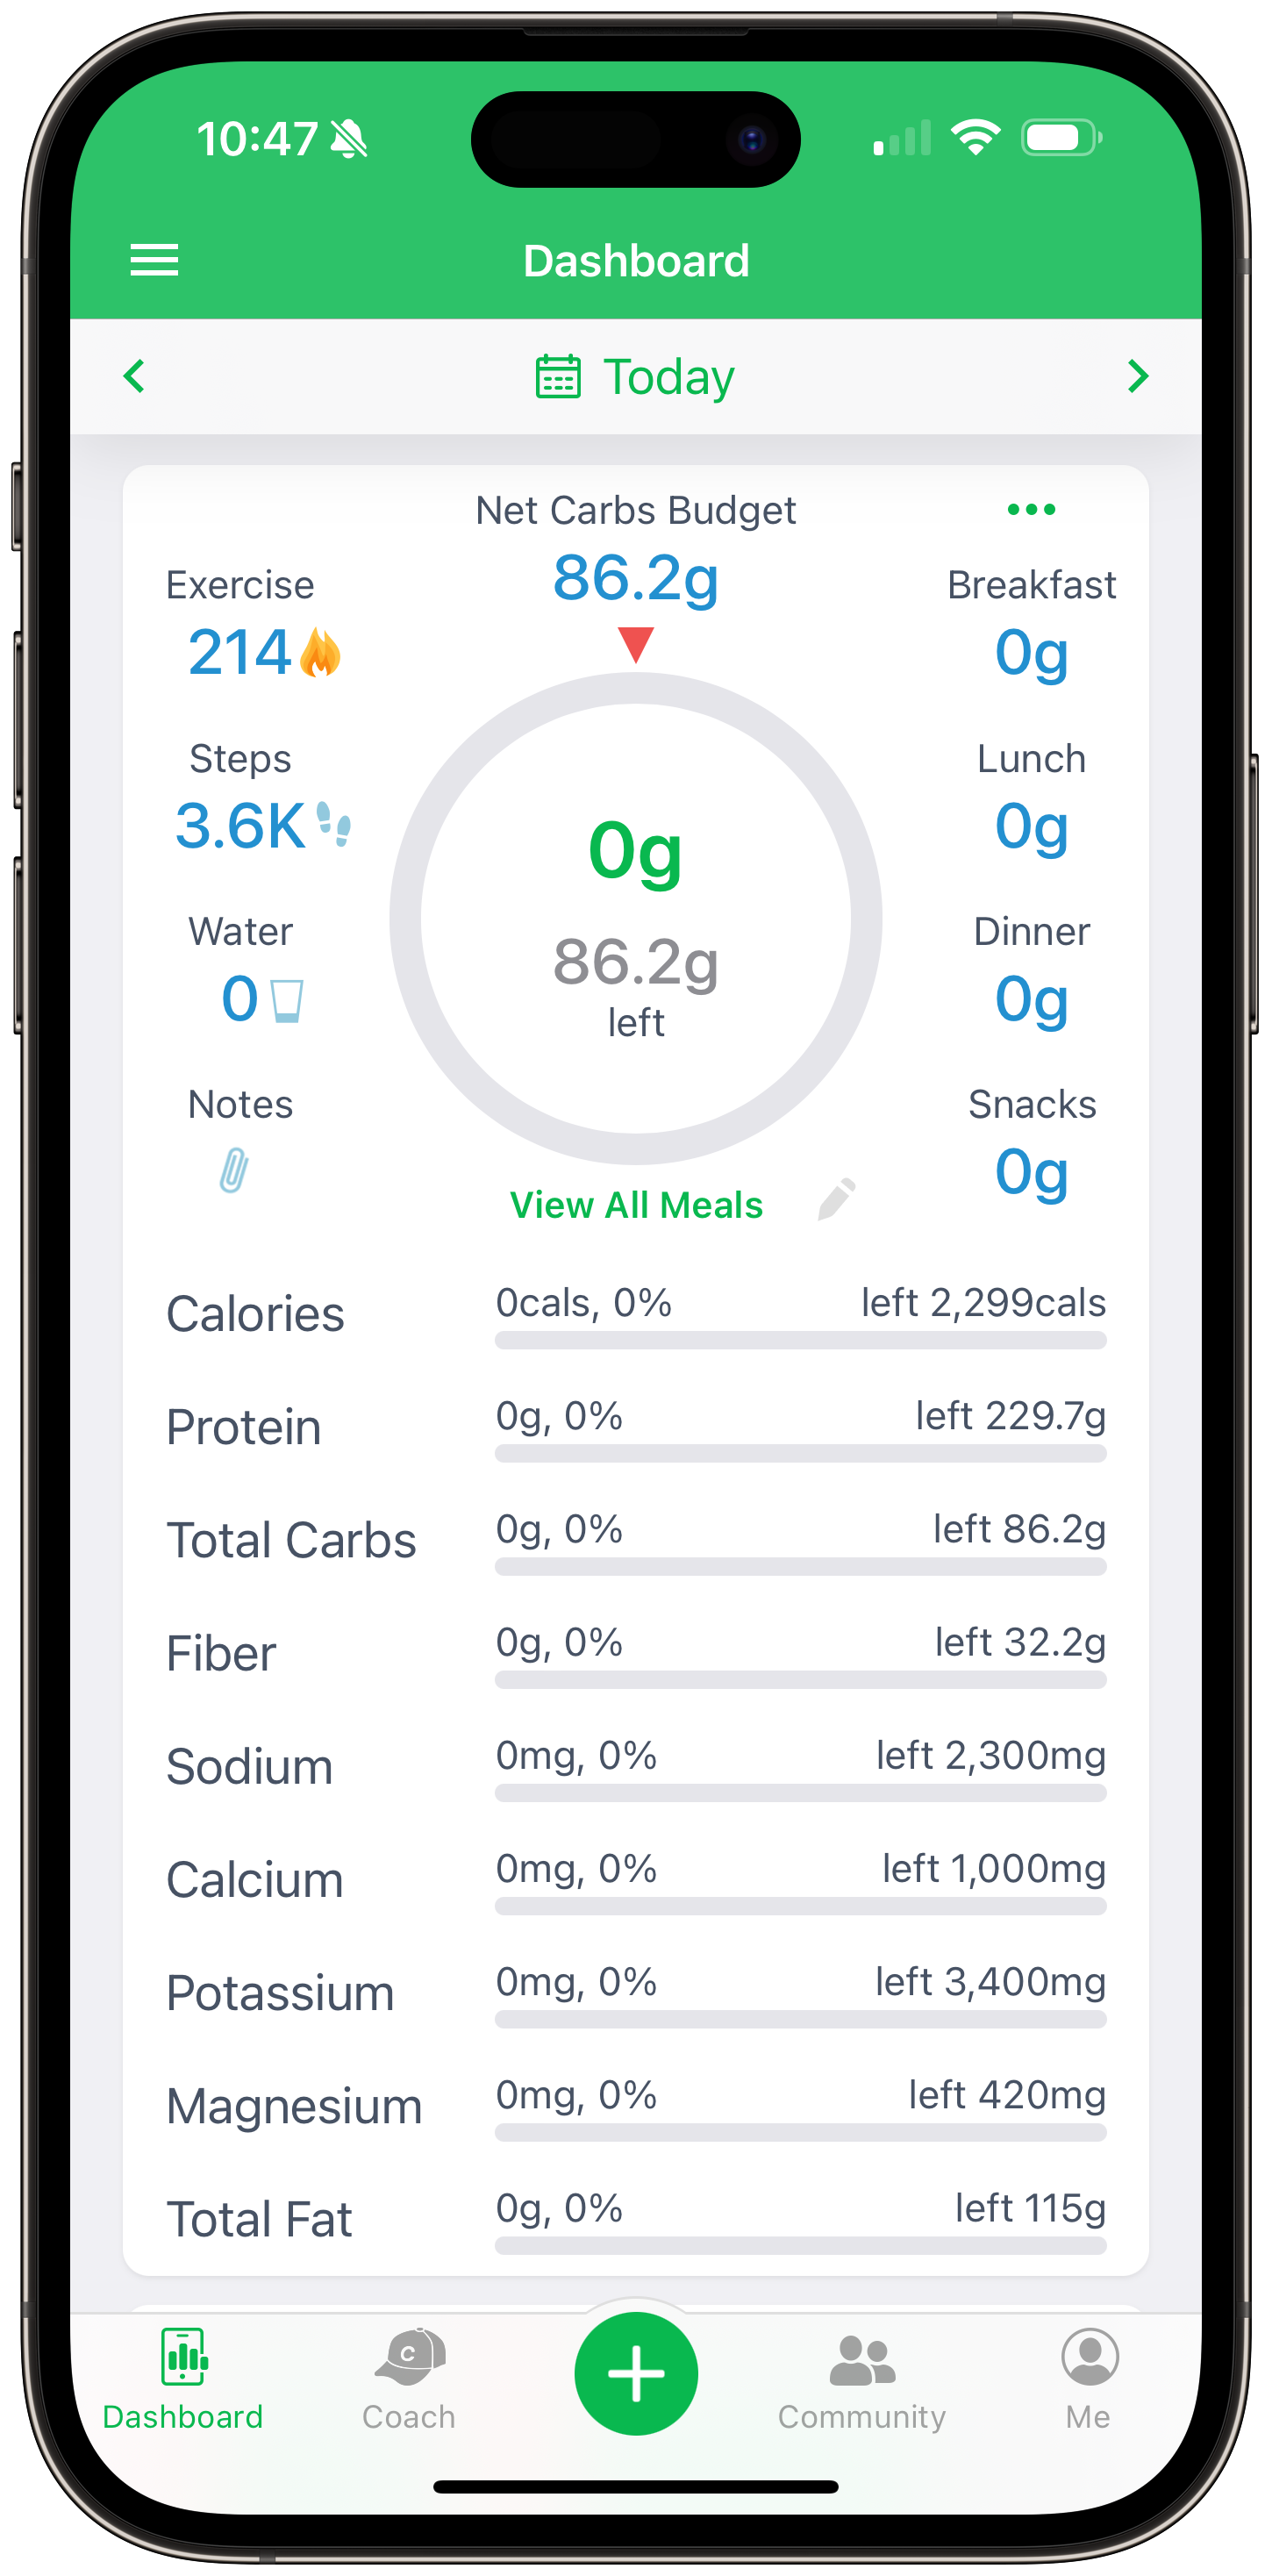 10:47
Dashboard
Today
Net Carbs Budget
86.2g
Exercise
214
Steps
3.6K
Water
0
Notes
0g
86.2g
left
View All Meals
Breakfast
0g
Lunch
0g
Dinner
0g
Snacks
0g
Calories 0cals, 0% left 2,299cals
Protein 0g, 0% left 229.7g
Total Carbs 0g, 0% left 86.2g
Fiber 0g, 0% left 32.2g
Sodium 0mg, 0% left 2,300mg
Calcium 0mg, 0% left 1,000mg
Potassium 0mg, 0% left 3,400mg
Magnesium 0mg, 0% left 420mg
Total Fat 0g, 0% left 115g
C
Dashboard Coach Community Me